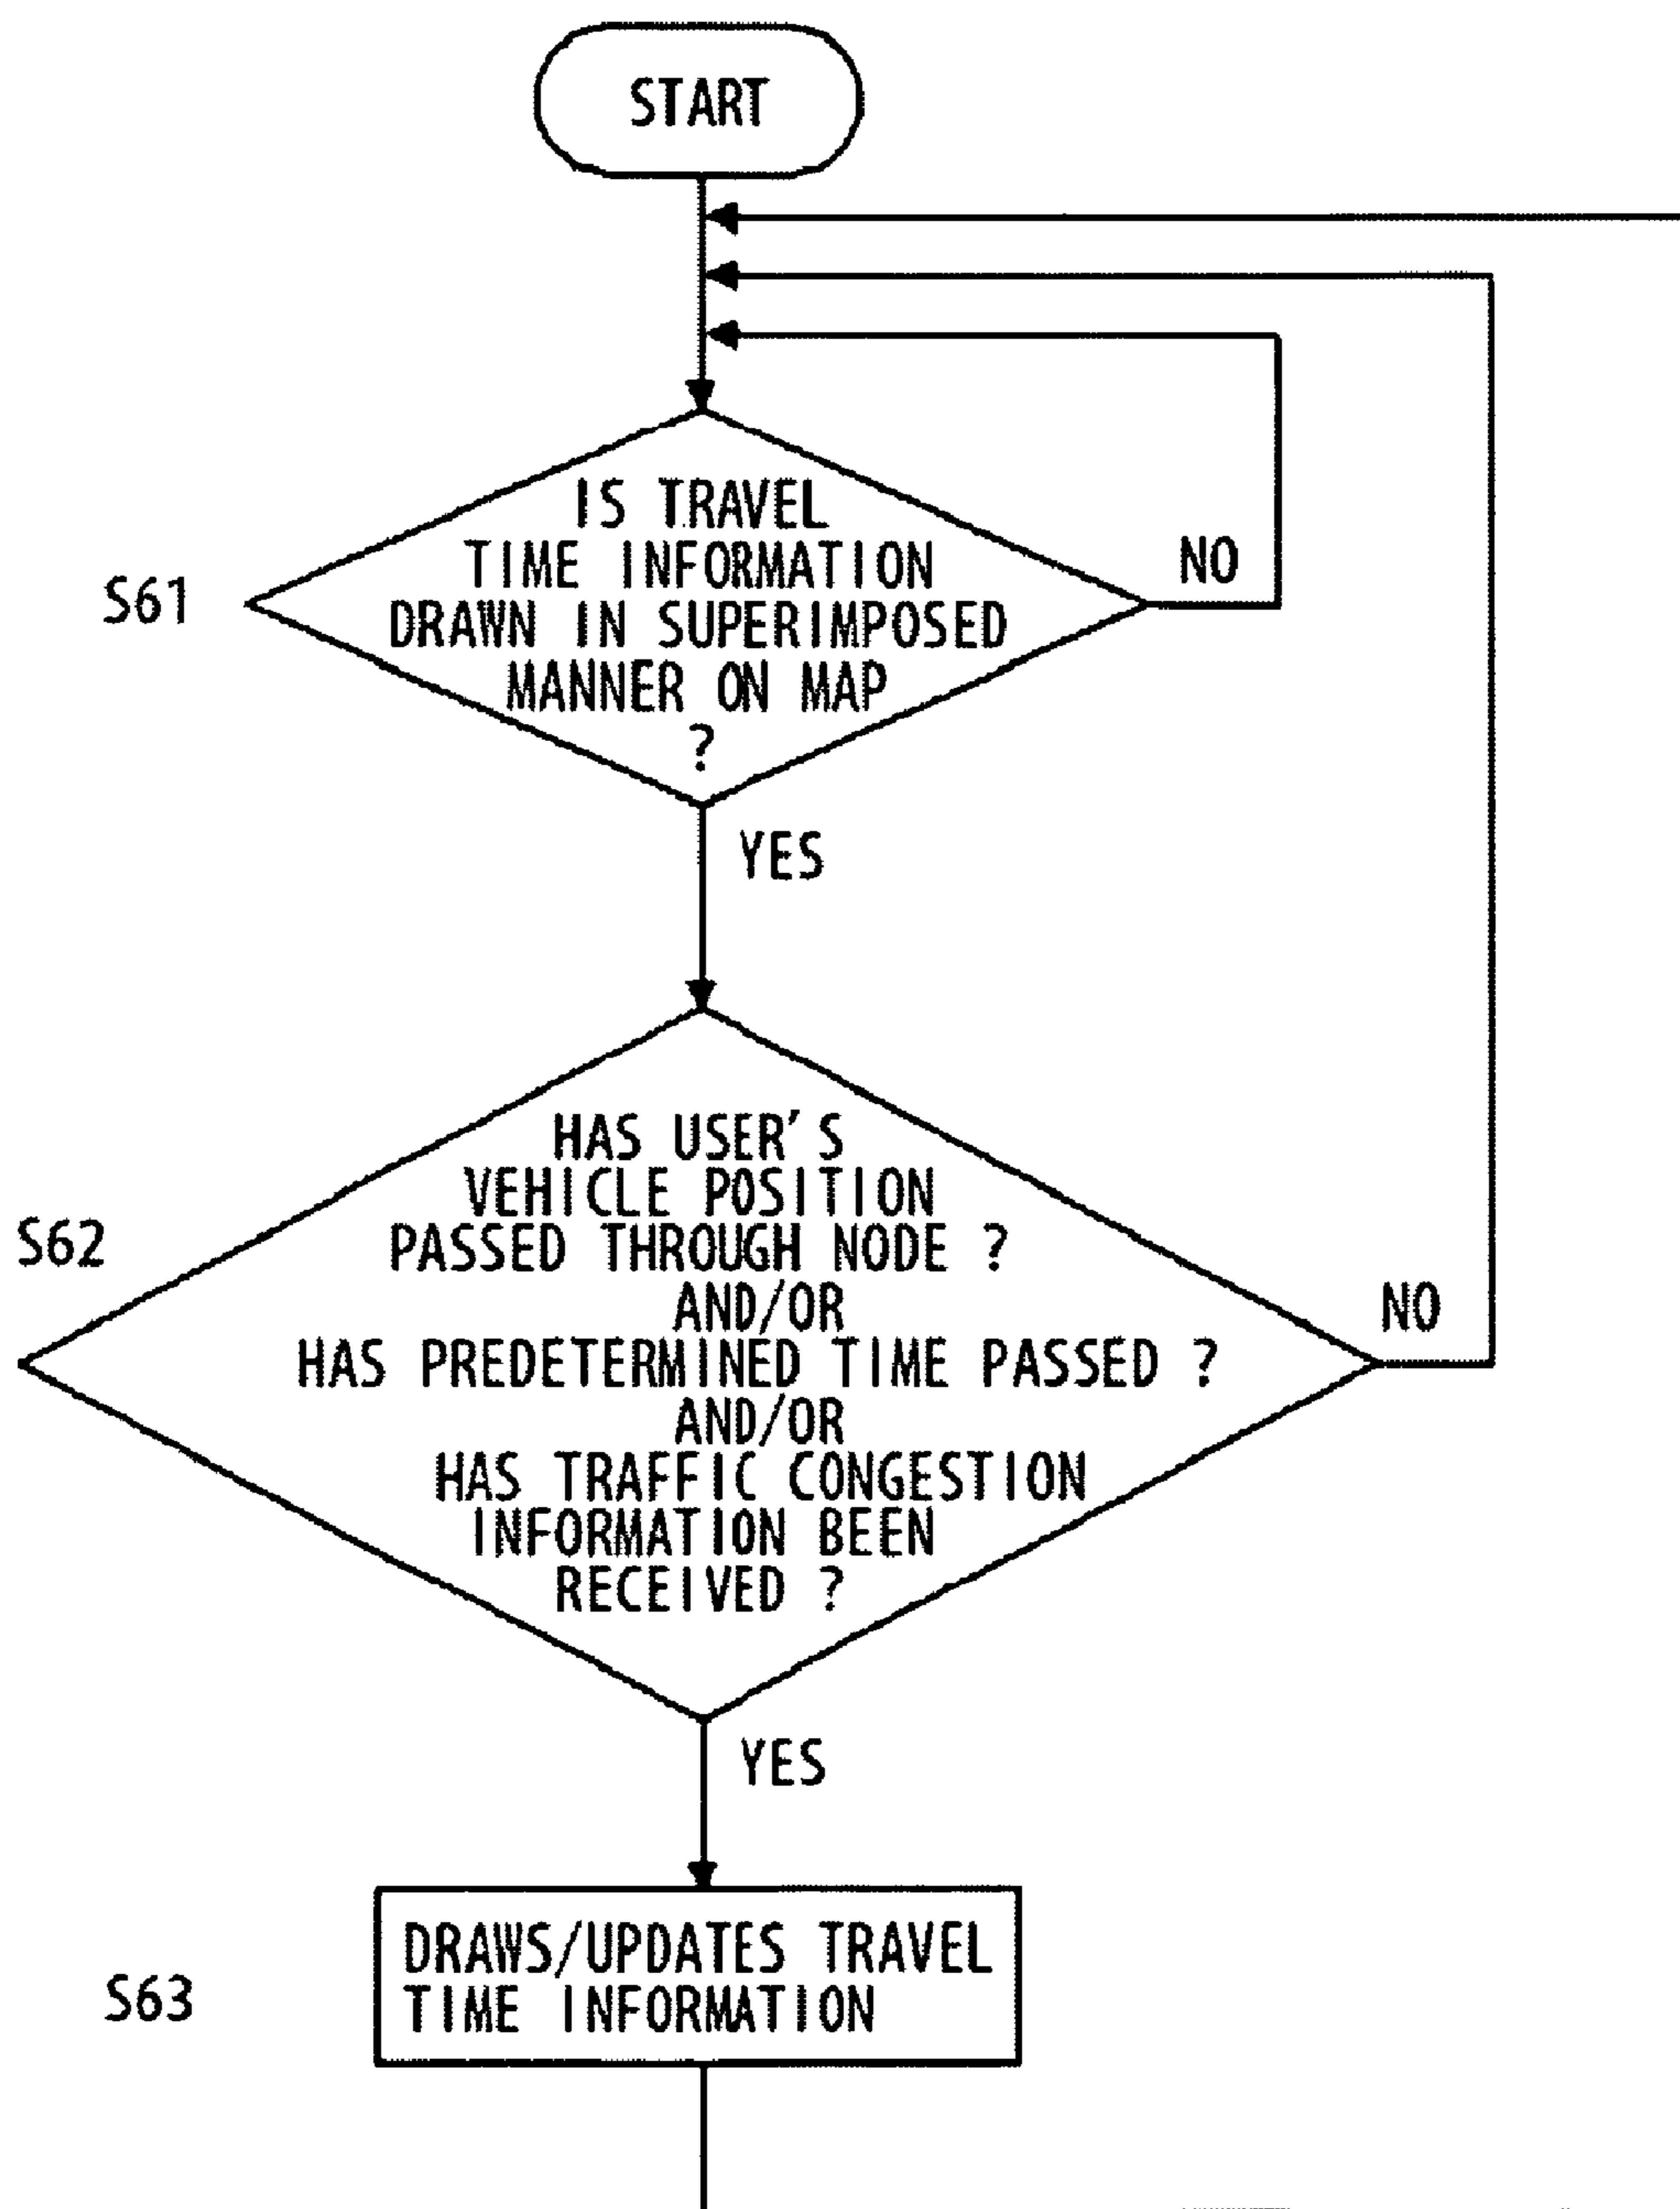 START
IS TRAVEL
TIME INFORMATION
DRAWN IN SUPERIMPOSED
MANNER ON MAP
?
NO
S61
YES
HAS USER'S
VEHICLE POSITION
PASSED THROUGH NODE ?
AND/OR
HAS PREDETERMINED TIME PASSED ?
AND/OR
HAS TRAFFIC CONGESTION
INFORMATION BEEN
RECEIVED ?
S62
NO
YES
DRAWS/UPDATES TRAVEL
TIME INFORMATION
S63